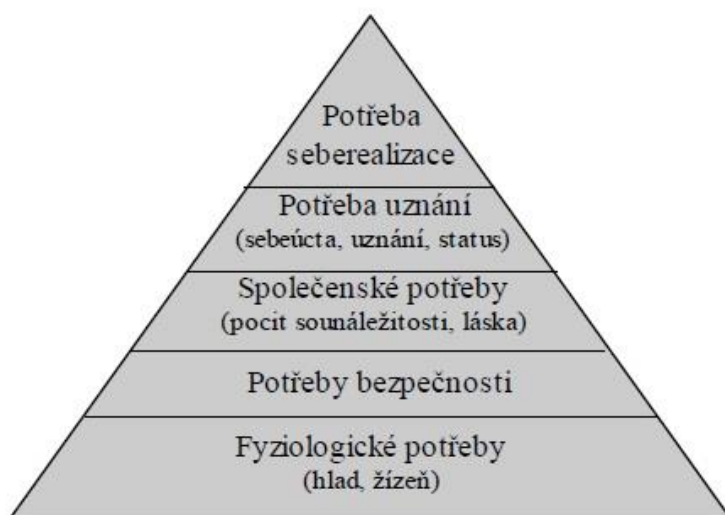 Potřeba
seberealizace
Potřeba uznání
(sebeúcta, uznání, status)
Společenské potřeby
(pocit sounáležitosti, láska)
Potřeby bezpečnosti
Fyziologické potřeby
(hlad, žízeň)